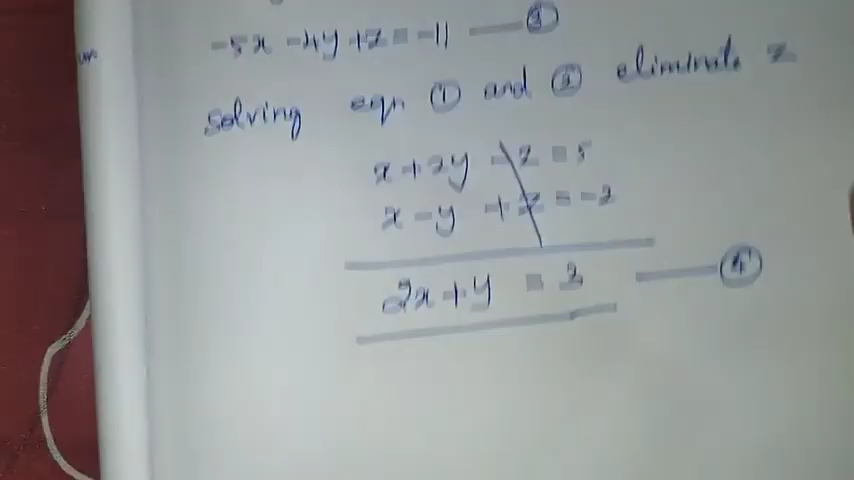 -5x -4y +z = -11 —— ③
solving eqn ① and ② eliminate z
x + 2y - z = 5
x - y + z = -2
2x + y = 3 —— ④